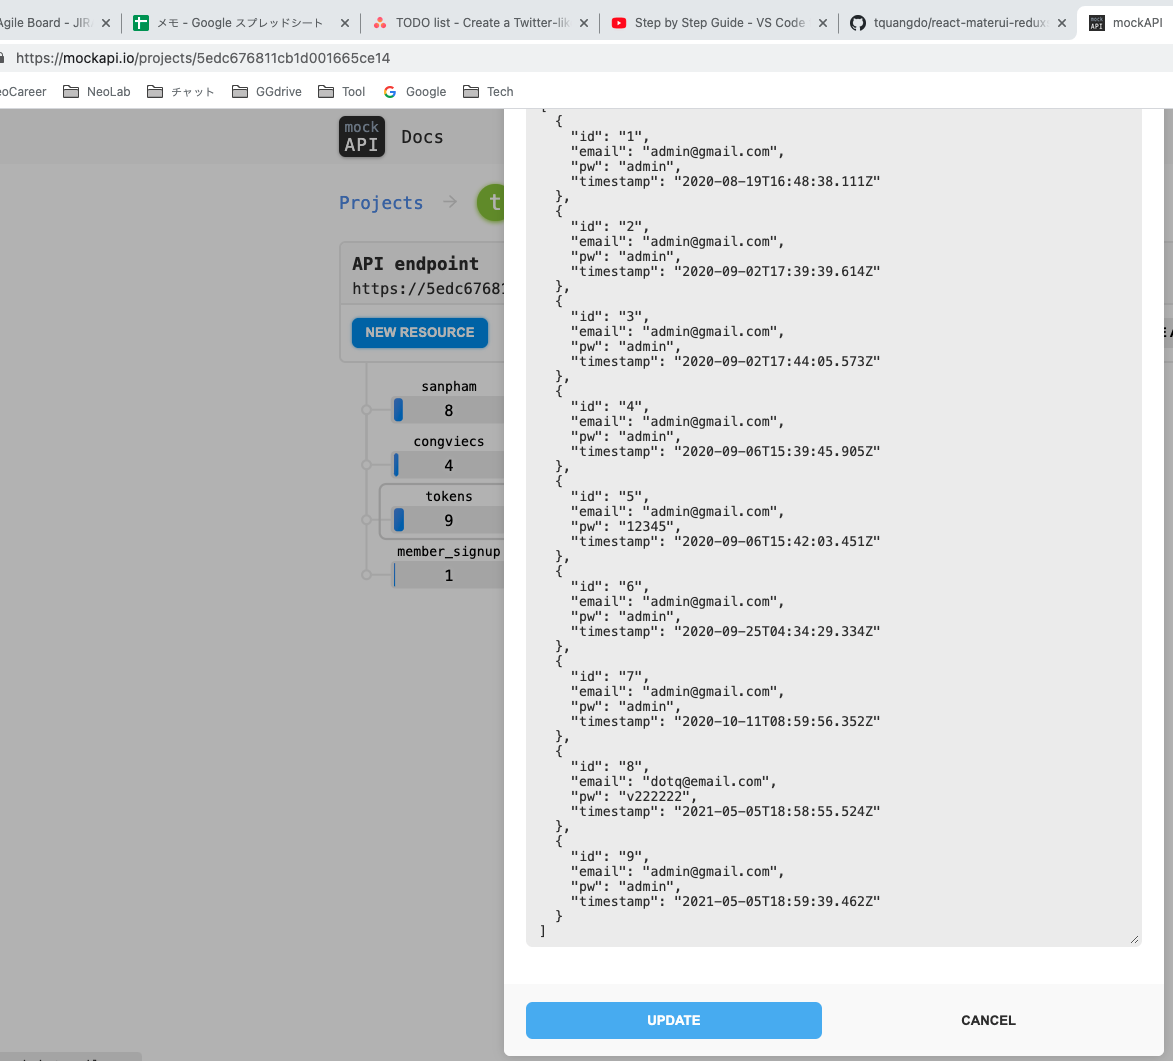 Agile Board - JIRA
メモ - Google スプレッドシート
TODO list - Create a Twitter-lik
Step by Step Guide - VS Code
tquangdo/react-materui-redux
mock API
mockAPI
https://mockapi.io/projects/5edc676811cb1d001665ce14
eoCareer
NeoLab
チャット
GGdrive
Tool
Google
Tech
mock
API
Docs
Projects
t
API endpoint
https://5edc6768
NEW RESOURCE
sanpham
8
congviecs
4
tokens
9
member_signup
1
[
{
"id": "1",
"email": "admin@gmail.com",
"pw": "admin",
"timestamp": "2020-08-19T16:48:38.111Z"
},
{
"id": "2",
"email": "admin@gmail.com",
"pw": "admin",
"timestamp": "2020-09-02T17:39:39.614Z"
},
{
"id": "3",
"email": "admin@gmail.com",
"pw": "admin",
"timestamp": "2020-09-02T17:44:05.573Z"
},
{
"id": "4",
"email": "admin@gmail.com",
"pw": "admin",
"timestamp": "2020-09-06T15:39:45.905Z"
},
{
"id": "5",
"email": "admin@gmail.com",
"pw": "12345",
"timestamp": "2020-09-06T15:42:03.451Z"
},
{
"id": "6",
"email": "admin@gmail.com",
"pw": "admin",
"timestamp": "2020-09-25T04:34:29.334Z"
},
{
"id": "7",
"email": "admin@gmail.com",
"pw": "admin",
"timestamp": "2020-10-11T08:59:56.352Z"
},
{
"id": "8",
"email": "dotq@email.com",
"pw": "v222222",
"timestamp": "2021-05-05T18:58:55.524Z"
},
{
"id": "9",
"email": "admin@gmail.com",
"pw": "admin",
"timestamp": "2021-05-05T18:59:39.462Z"
}
]
UPDATE
CANCEL